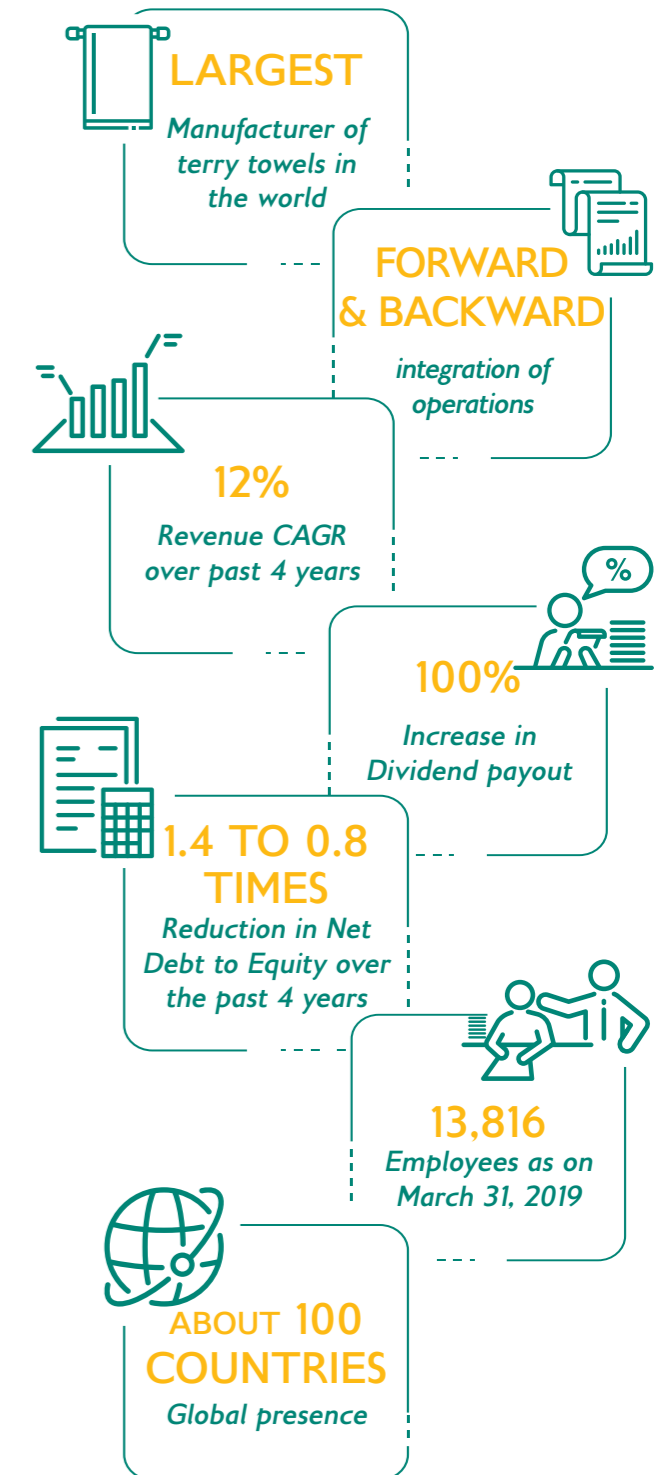 LARGEST
Manufacturer of
terry towels in
the world
FORWARD
& BACKWARD
integration of
operations
12%
Revenue CAGR
over past 4 years
%
100%
Increase in
Dividend payout
1.4 TO 0.8
TIMES
Reduction in Net
Debt to Equity over
the past 4 years
13,816
Employees as on
March 31, 2019
ABOUT 100
COUNTRIES
Global presence